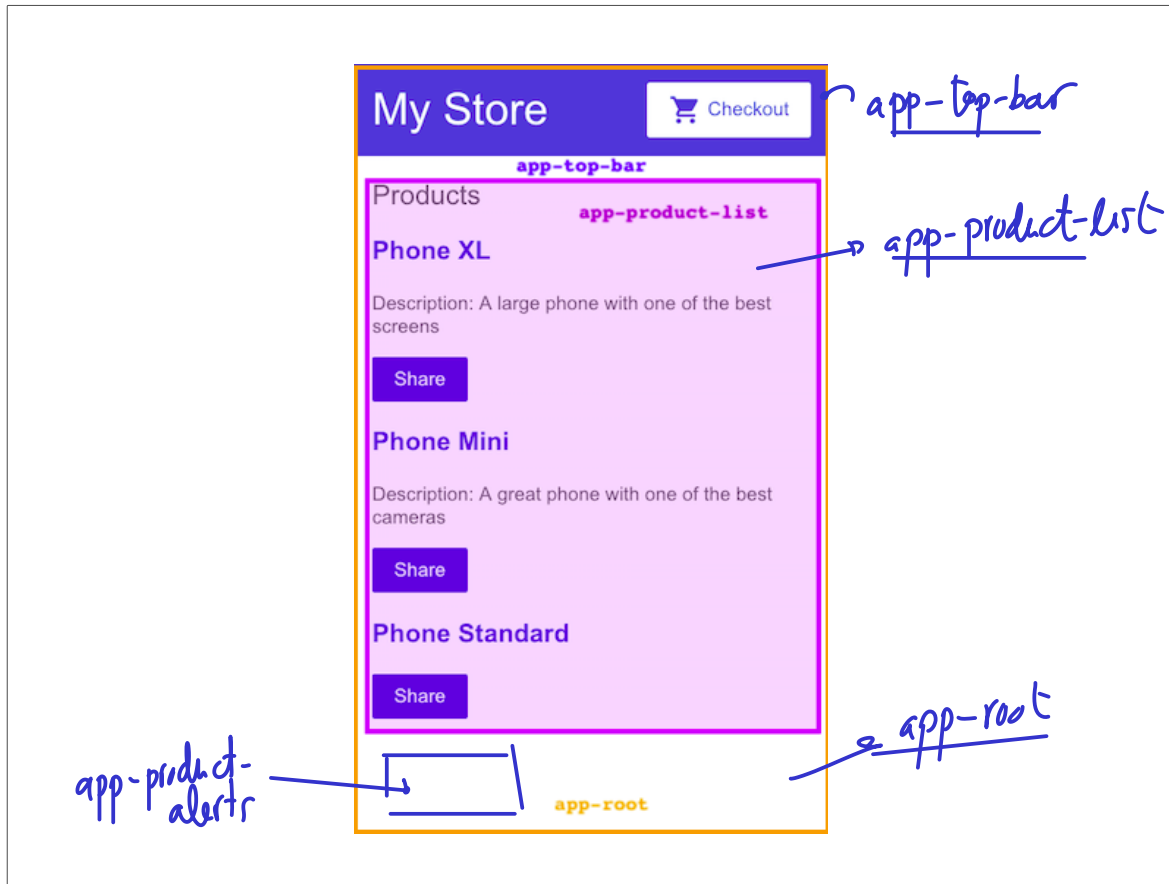 My Store
Checkout
app-top-bar
app-top-bar
Products
app-product-list
app-product-list
Phone XL
Description: A large phone with one of the best
screens
Share
Phone Mini
Description: A great phone with one of the best
cameras
Share
Phone Standard
Share
app-root
app-product-
alerts
app-root